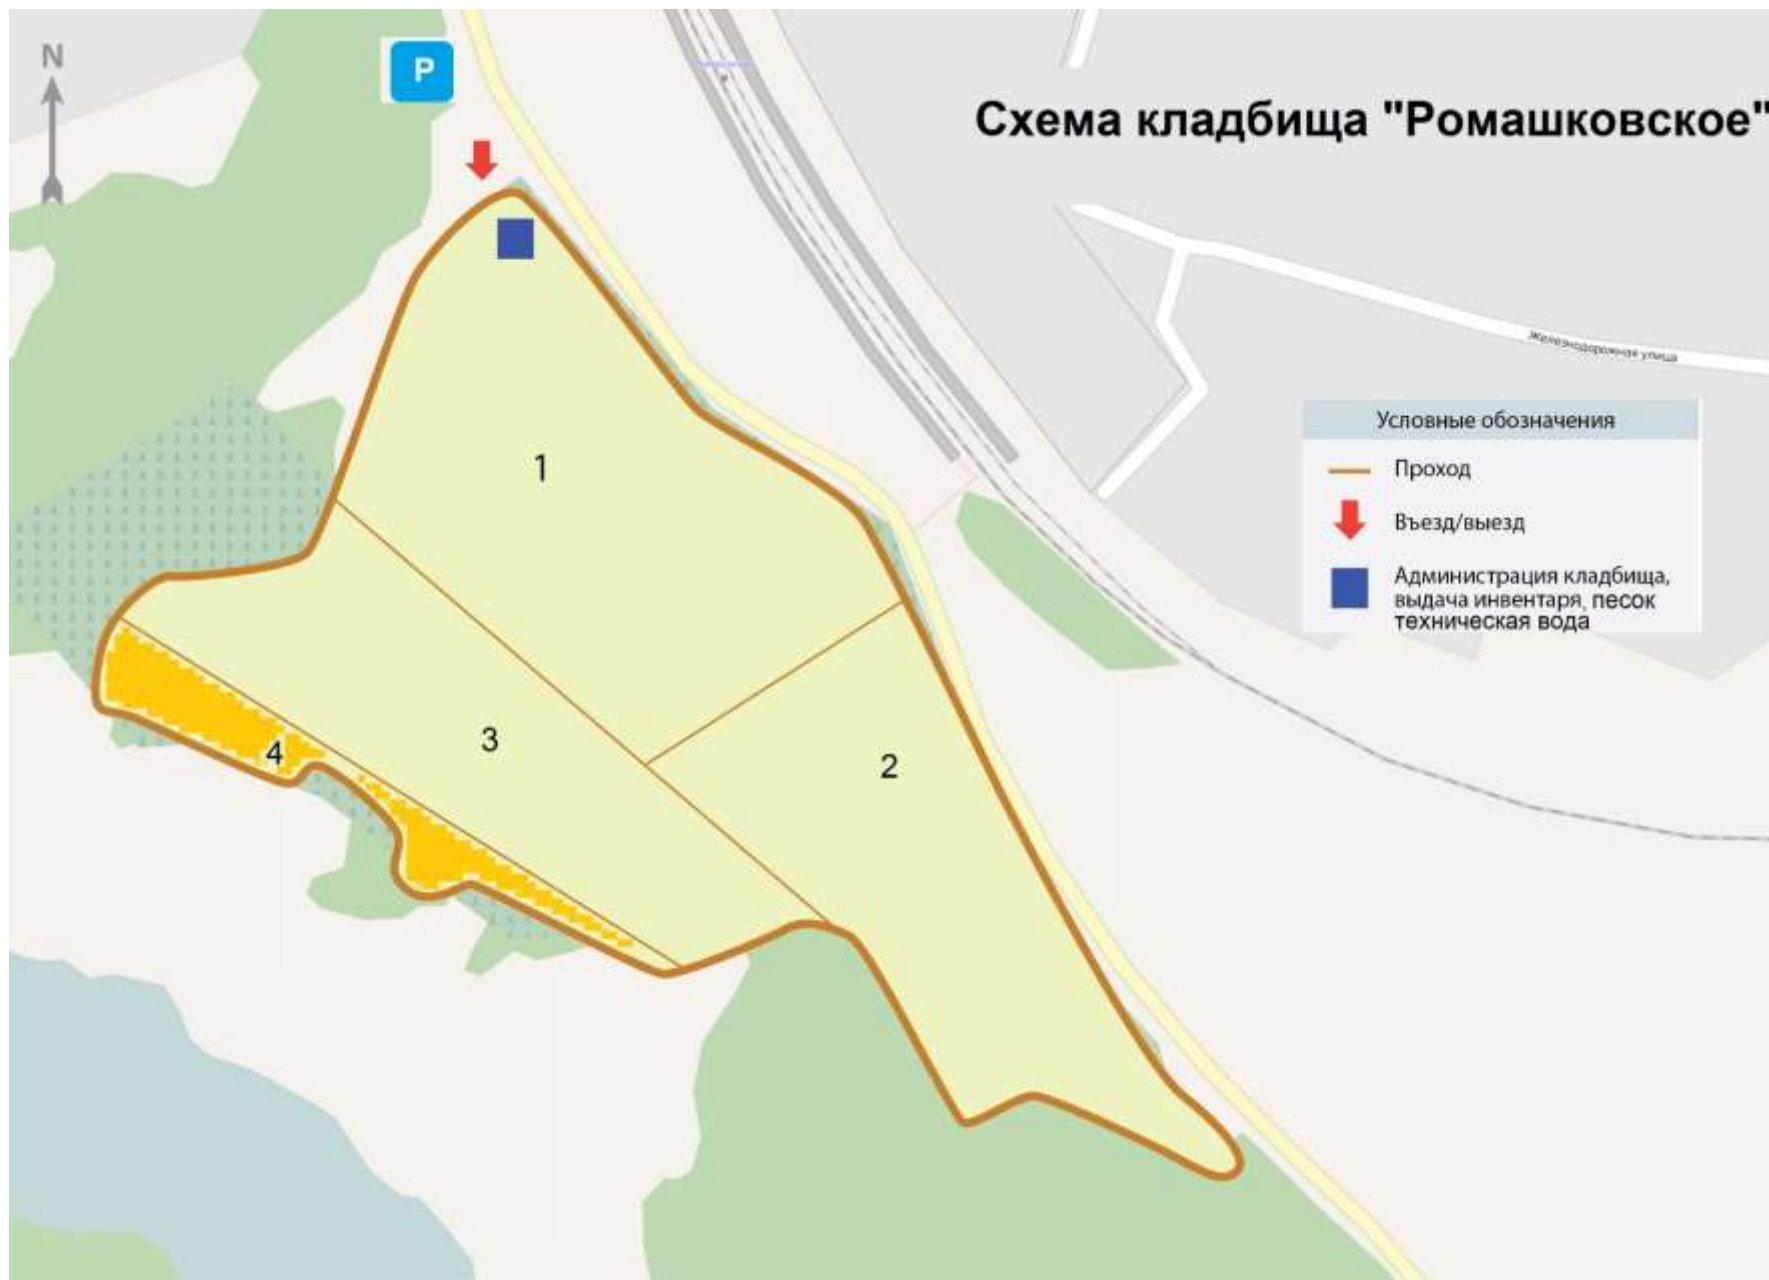 N
P
Схема кладбища "Ромашковское"
Железнодорожная улица
Условные обозначения
Проход
Въезд/выезд
Администрация кладбища,
выдача инвентаря, песок
техническая вода
1
2
3
4